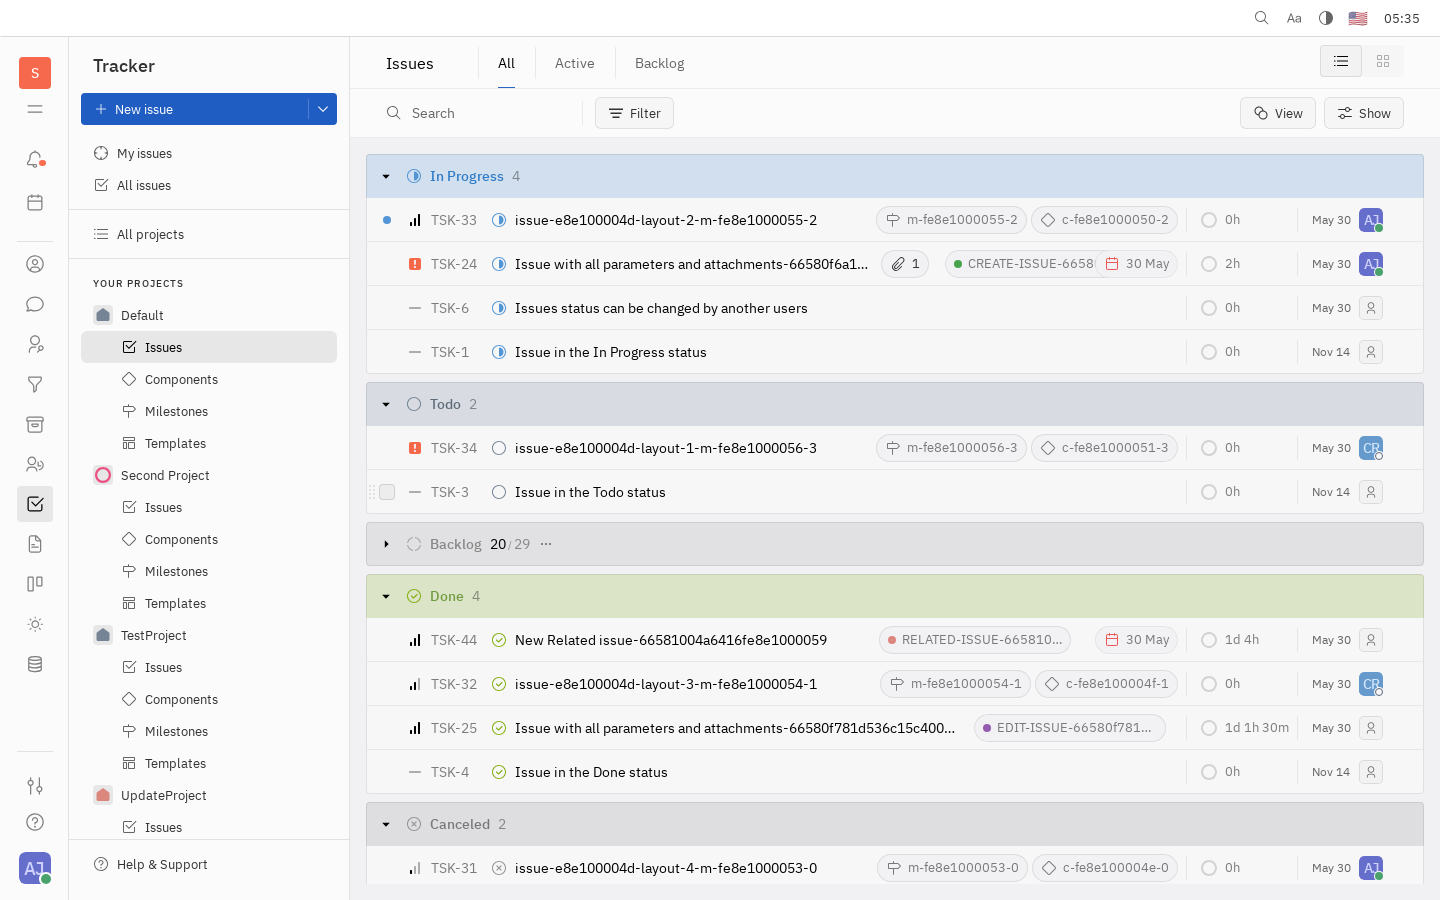 Aa 05:35
S
Tracker
New issue
My issues
All issues
All projects
YOUR PROJECTS
Default
Issues
Components
Milestones
Templates
Second Project
Issues
Components
Milestones
Templates
TestProject
Issues
Components
Milestones
Templates
UpdateProject
Issues
Help & Support
AJ
Issues All Active Backlog
Search Filter View Show
In Progress 4
TSK-33 issue-e8e100004d-layout-2-m-fe8e1000055-2 m-fe8e1000055-2 c-fe8e1000050-2 0h May 30 AJ
TSK-24 Issue with all parameters and attachments-66580f6a1... 1 CREATE-ISSUE-6658 30 May 2h May 30 AJ
TSK-6 Issues status can be changed by another users 0h May 30
TSK-1 Issue in the In Progress status 0h Nov 14
Todo 2
TSK-34 issue-e8e100004d-layout-1-m-fe8e1000056-3 m-fe8e1000056-3 c-fe8e1000051-3 0h May 30 CR
TSK-3 Issue in the Todo status 0h Nov 14
Backlog 20/29 ...
Done 4
TSK-44 New Related issue-66581004a6416fe8e1000059 RELATED-ISSUE-665810... 30 May 1d 4h May 30
TSK-32 issue-e8e100004d-layout-3-m-fe8e1000054-1 m-fe8e1000054-1 c-fe8e100004f-1 0h May 30 CR
TSK-25 Issue with all parameters and attachments-66580f781d536c15c400... EDIT-ISSUE-66580f781... 1d 1h 30m May 30
TSK-4 Issue in the Done status 0h Nov 14
Canceled 2
TSK-31 issue-e8e100004d-layout-4-m-fe8e1000053-0 m-fe8e1000053-0 c-fe8e100004e-0 0h May 30 AJ